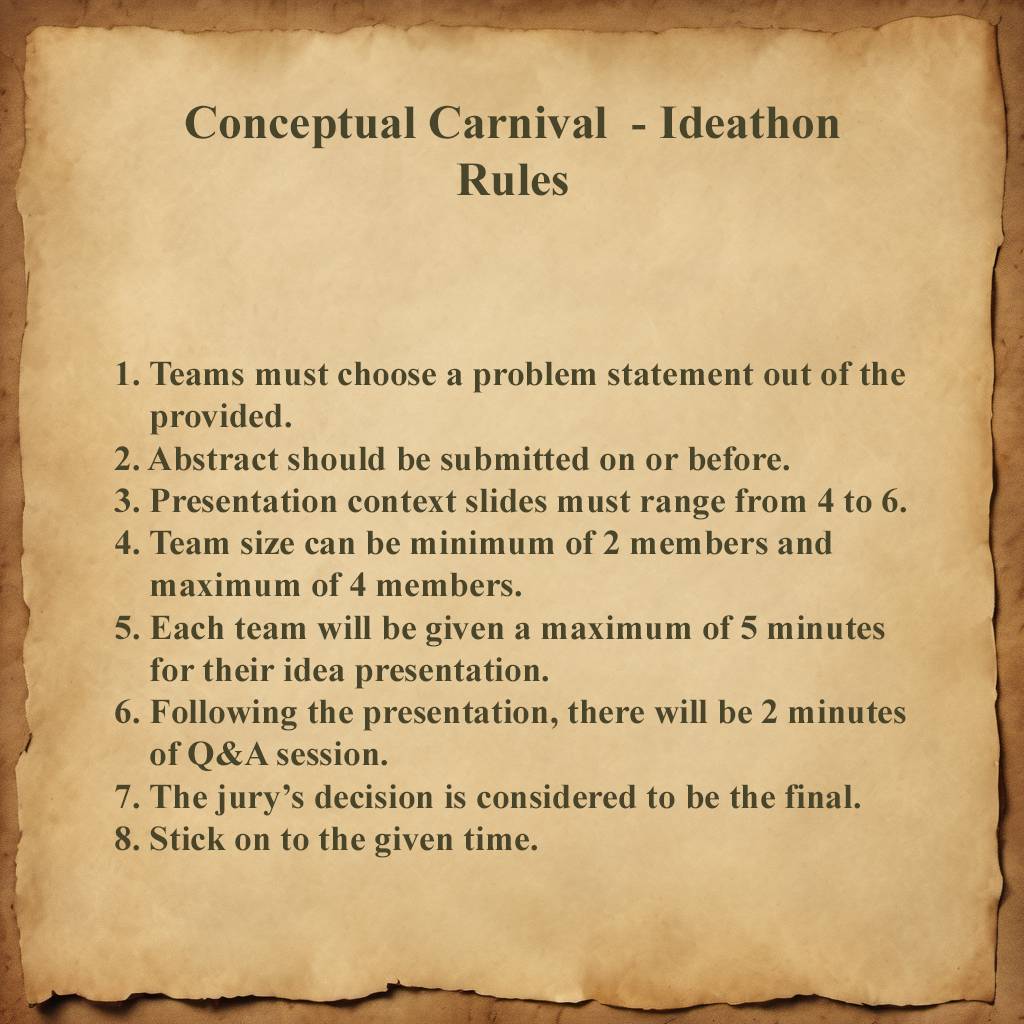 Conceptual Carnival  - Ideathon
Rules
1. Teams must choose a problem statement out of the
provided.
2. Abstract should be submitted on or before.
3. Presentation context slides must range from 4 to 6.
4. Team size can be minimum of 2 members and
maximum of 4 members.
5. Each team will be given a maximum of 5 minutes
for their idea presentation.
6. Following the presentation, there will be 2 minutes
of Q&A session.
7. The jury’s decision is considered to be the final.
8. Stick on to the given time.